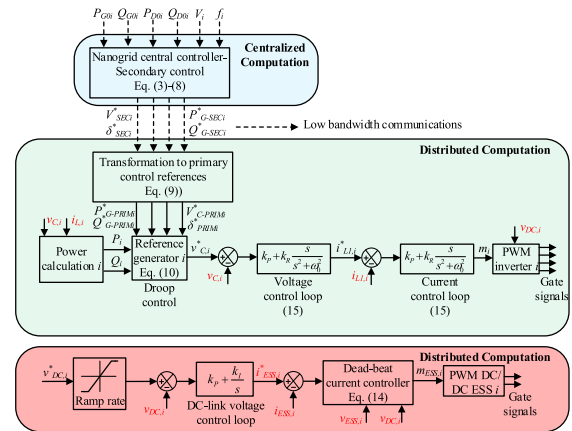 P_G0i Q_G0i P_D0i Q_D0i V_i f_i
Centralized
Computation
Nanogrid central controller-
Secondary control
Eq. (3)-(8)
V*_SECi P*_G-SECi
δ*_SECi Q*_G-SECi
Low bandwidth communications
Distributed Computation
Transformation to primary
control references
Eq. (9))
P*_G-PRIMi V*_C-PRIMi
Q*_G-PRIMi δ*_PRIMi
v_C,i i_L,i
Power
calculation i
P_i
Q_i
Reference
generator i
Eq. (10)
Droop
control
v*_C,i
v_C,i
k_P + k_R s / s² + ω₀²
Voltage
control loop
(15)
i*_L1,i
i_L1,i
k_P + k_R s / s² + ω₀²
Current
control loop
(15)
m_i
v_DC,i
PWM
inverter i
Gate
signals
Distributed Computation
v*_DC,i
Ramp rate
v_DC,i
k_P + k_I / s
DC-link voltage
control loop
i*_ESS,i
i_ESS,i
Dead-beat
current controller
Eq. (14)
v_ESS,i v_DC,i
m_ESS,i
PWM DC/
DC ESS i
Gate
signals